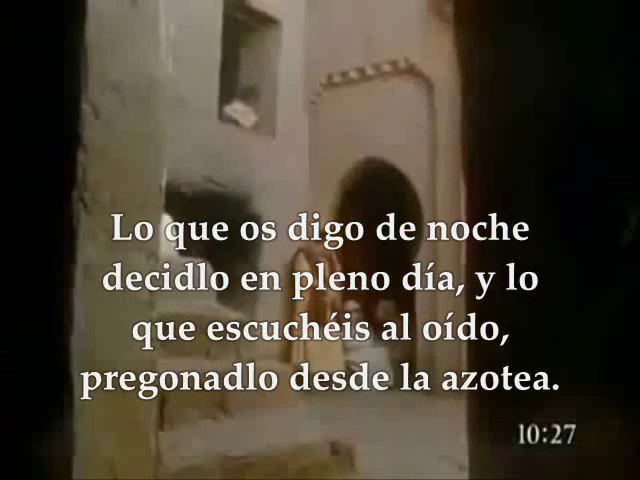 Lo que os digo de noche
decidlo en pleno día, y lo
que escuchéis al oído,
pregonadlo desde la azotea.
10:27